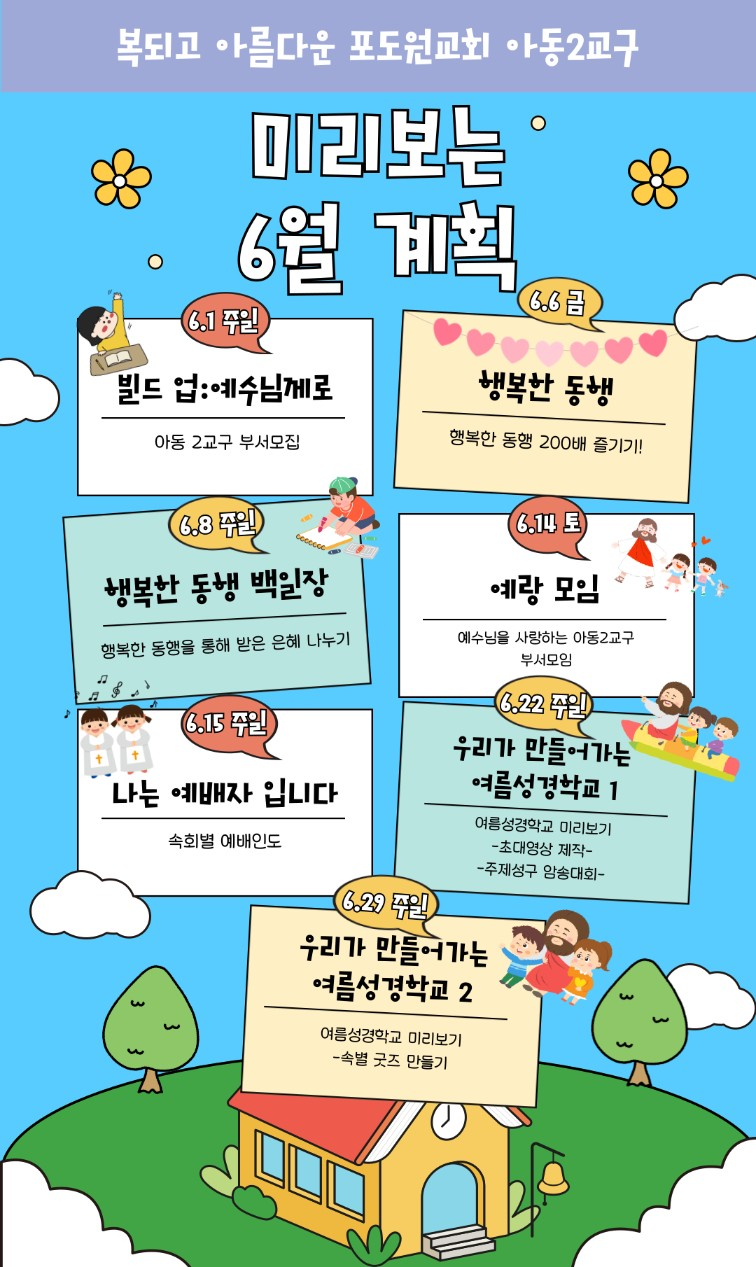 복되고 아름다운 포도원교회 아동2교구
미리보는
6월 계획
6.1 주일
빌드 업:예수님께로
아동 2교구 부서모집
6.6 금
행복한 동행
행복한 동행 200배 즐기기!
6.8 주일
행복한 동행 백일장
행복한 동행을 통해 받은 은혜 나누기
6.14 토
예랑 모임
예수님을 사랑하는 아동2교구
부서모임
6.15 주일
나는 예배자 입니다
속회별 예배인도
6.22 주일
우리가 만들어가는
여름성경학교 1
여름성경학교 미리보기
-초대영상 제작-
-주제성구 암송대회-
6.29 주일
우리가 만들어가는
여름성경학교 2
여름성경학교 미리보기
-속별 굿즈 만들기